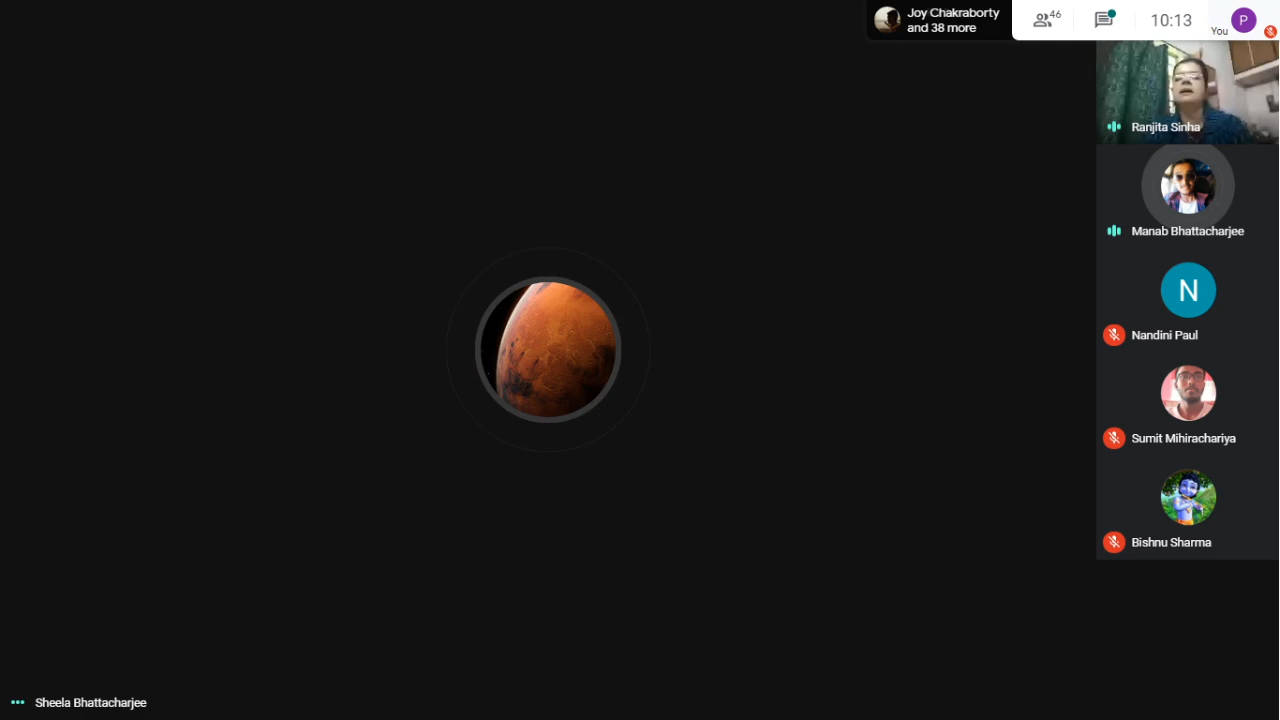 Joy Chakraborty
and 38 more
46
10:13
You
P
Ranjita Sinha
Manab Bhattacharjee
N
Nandini Paul
Sumit Mihirachariya
Bishnu Sharma
Sheela Bhattacharjee